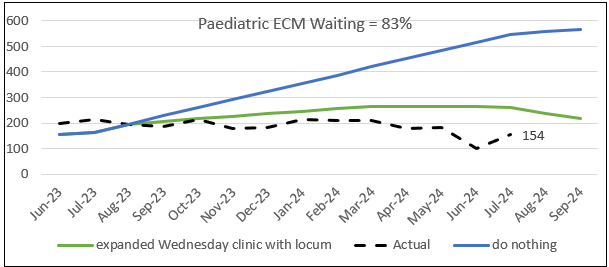 Paediatric ECM Waiting = 83%
600
500
400
300
200
100
0
154
Jun-23 Jul-23 Aug-23 Sep-23 Oct-23 Nov-23 Dec-23 Jan-24 Feb-24 Mar-24 Apr-24 May-24 Jun-24 Jul-24 Aug-24 Sep-24
expanded Wednesday clinic with locum Actual do nothing